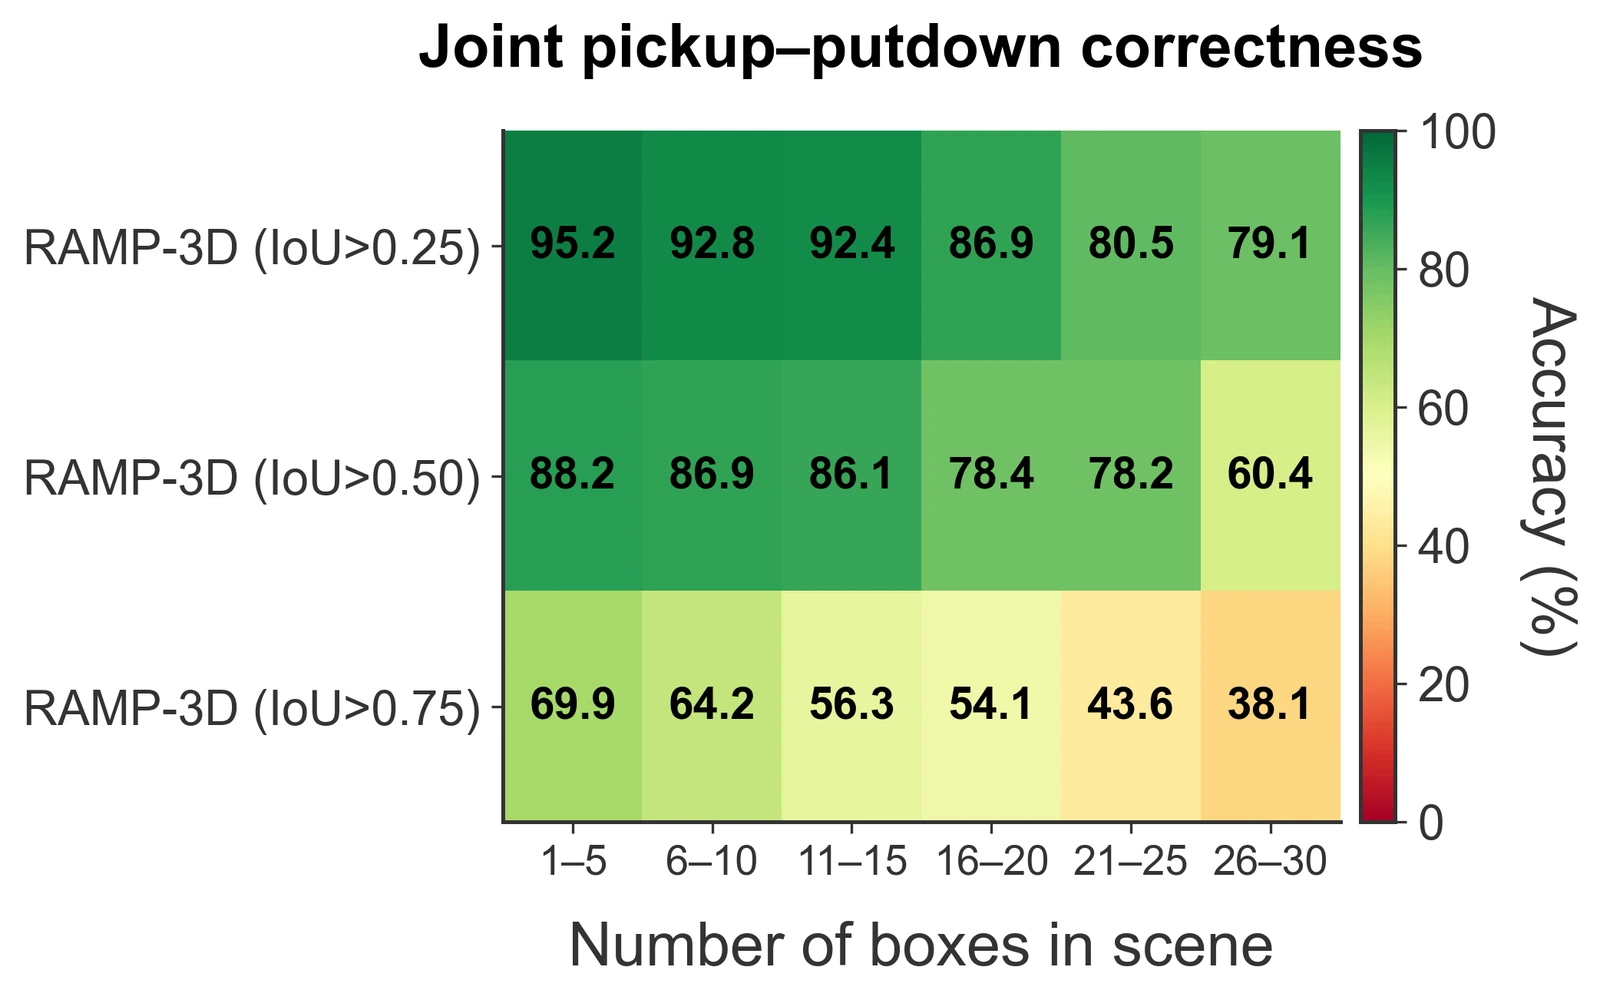 Joint pickup–putdown correctness
RAMP-3D (IoU>0.25) 95.2 92.8 92.4 86.9 80.5 79.1
RAMP-3D (IoU>0.50) 88.2 86.9 86.1 78.4 78.2 60.4
RAMP-3D (IoU>0.75) 69.9 64.2 56.3 54.1 43.6 38.1
1–5 6–10 11–15 16–20 21–25 26–30
Number of boxes in scene
100
80
60
40
20
0
Accuracy (%)